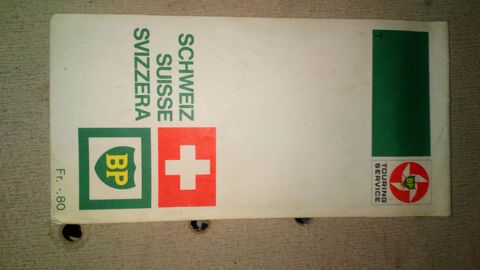 BP
TOURING
SERVICE
SCHWEIZ
SUISSE
SVIZZERA
BP
Fr. -.80